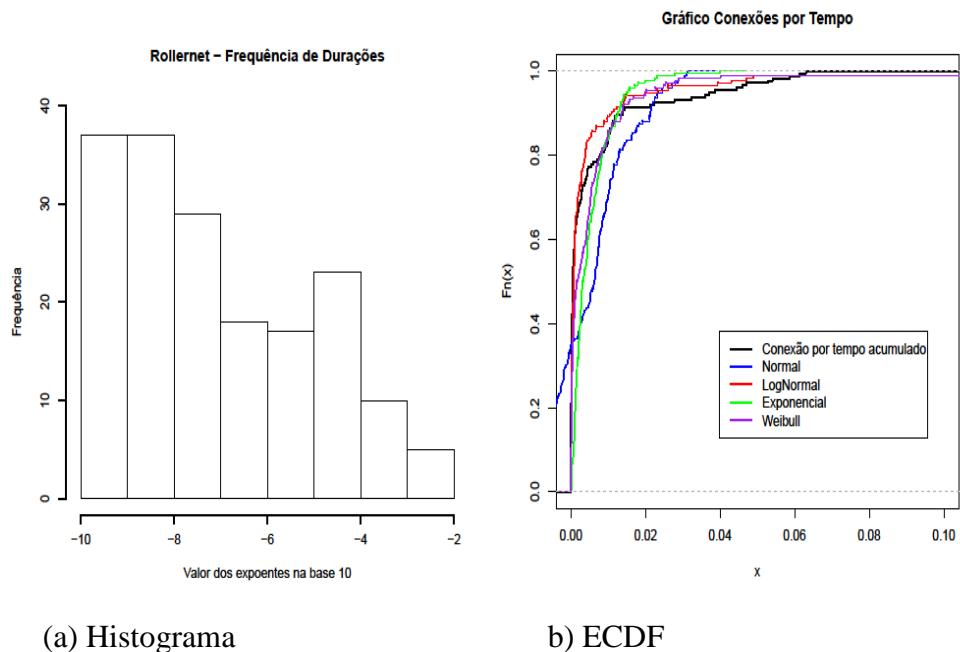 Rollernet − Frequência de Durações
Frequência
40
30
20
10
0
−10
−8
−6
−4
−2
Valor dos expoentes na base 10
(a) Histograma
Gráfico Conexões por Tempo
Fn(x)
1.0
0.8
0.6
0.4
0.2
0.0
Conexão por tempo acumulado
Normal
LogNormal
Exponencial
Weibull
0.00
0.02
0.04
0.06
0.08
0.10
x
b) ECDF